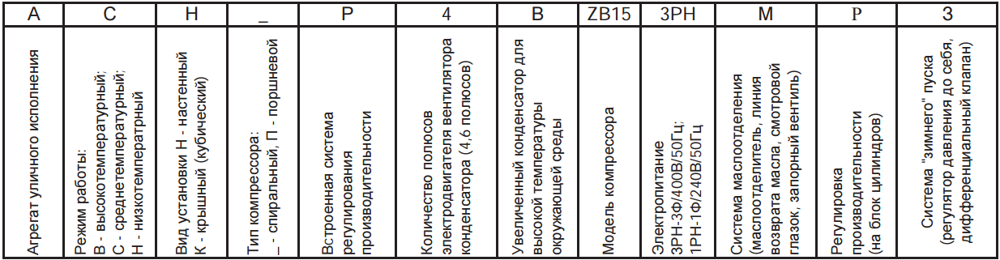 А С Н _ Р 4 В ZB15 3PH М Р З
Агрегат уличного исполнения
Режим работы:
В - высокотемпературный;
С - среднетемпературный;
Н - низкотемпературный
Вид установки Н - настенный
К - крышный (кубический)
Тип компрессора:
_ - спиральный, П - поршневой
Встроенная система
регулирования
производительности
Количество полюсов
электродвигателя вентилятора
конденсатора (4,6 полюсов)
Увеличенный конденсатор для
высокой температуры
окружающей среды
Модель компрессора
Электропитание
3PH-3Ф/400В/50Гц;
1PH-1Ф/240В/50Гц
Система маслоотделения
(маслоотделитель, линия
возврата масла, смотровой
глазок, запорный вентиль)
Регулировка
производительности
(на блок цилиндров)
Система "зимнего" пуска
(регулятор давления до себя,
дифференциальный клапан)